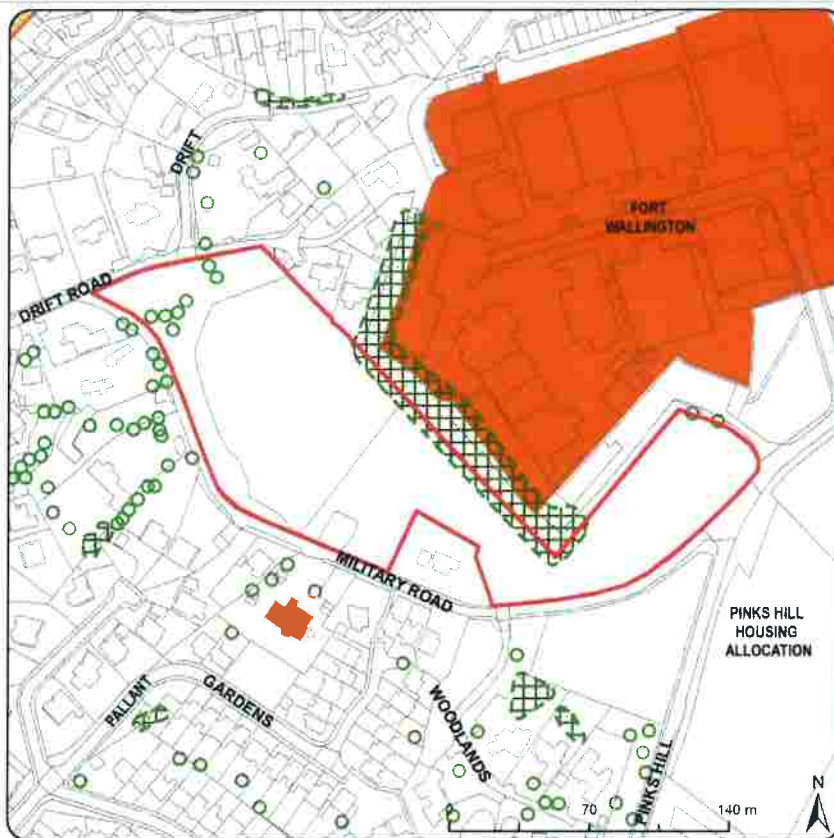 DRIFT
FORT
WALLINGTON
DRIFT ROAD
MILITARY ROAD
PINKS HILL
HOUSING
ALLOCATION
PALLANT
GARDENS
WOODLANDS
PINKS HILL
N
70
140 m